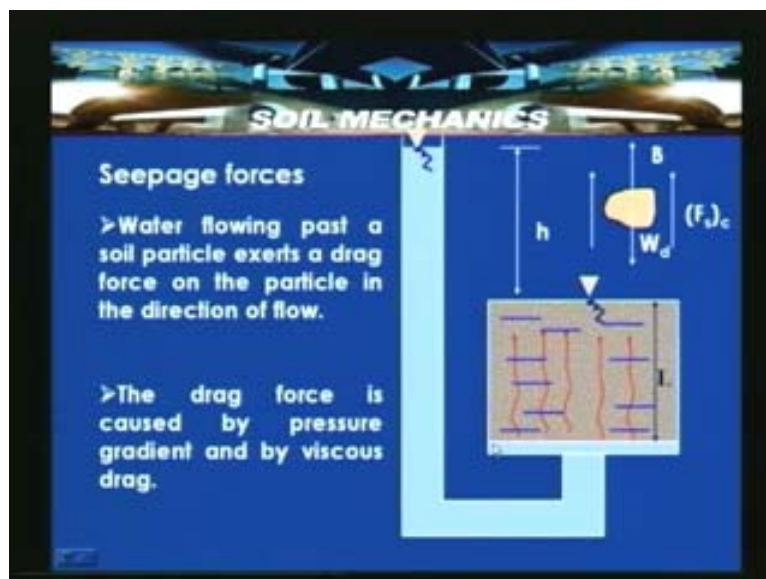 SOIL MECHANICS
Seepage forces
➢Water flowing past a
soil particle exerts a drag
force on the particle in
the direction of flow.
➢The drag force is
caused by pressure
gradient and by viscous
drag.
h
B
(Fs)c
Wd
L